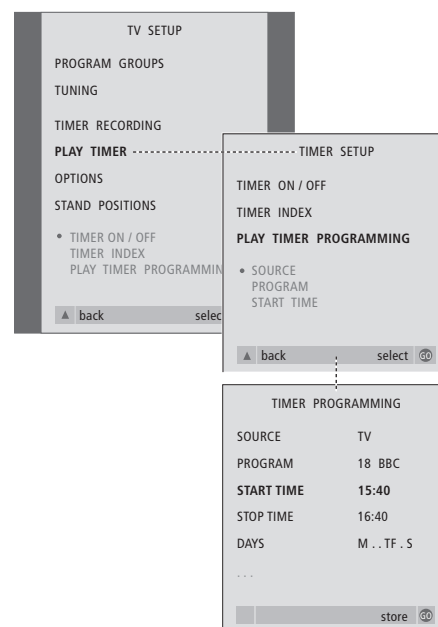 TV SETUP
PROGRAM GROUPS
TUNING
TIMER RECORDING
PLAY TIMER
OPTIONS
STAND POSITIONS
• TIMER ON / OFF
TIMER INDEX
PLAY TIMER PROGRAMMIN
▲ back selec
TIMER SETUP
TIMER ON / OFF
TIMER INDEX
PLAY TIMER PROGRAMMING
• SOURCE
PROGRAM
START TIME
▲ back select GO
TIMER PROGRAMMING
SOURCE TV
PROGRAM 18 BBC
START TIME 15:40
STOP TIME 16:40
DAYS M . . TF . S
. . .
store GO